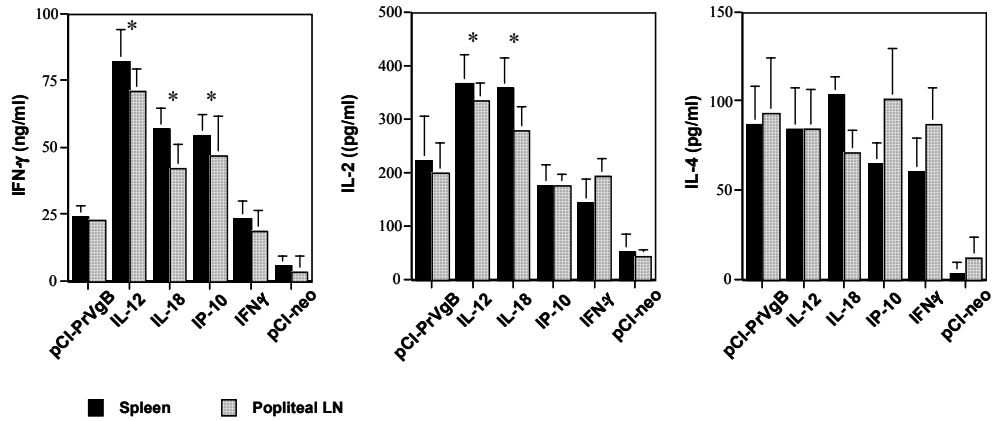 100
75
50
25
0
IFN-γ (ng/ml)
* * *
pCI-PrVgB IL-12 IL-18 IP-10 IFNγ pCI-neo
500
400
300
200
100
0
IL-2 ((pg/ml)
* *
pCI-PrVgB IL-12 IL-18 IP-10 IFNγ pCI-neo
150
100
50
0
IL-4 (pg/ml)
pCI-PrVgB IL-12 IL-18 IP-10 IFNγ pCI-neo
Spleen Popliteal LN